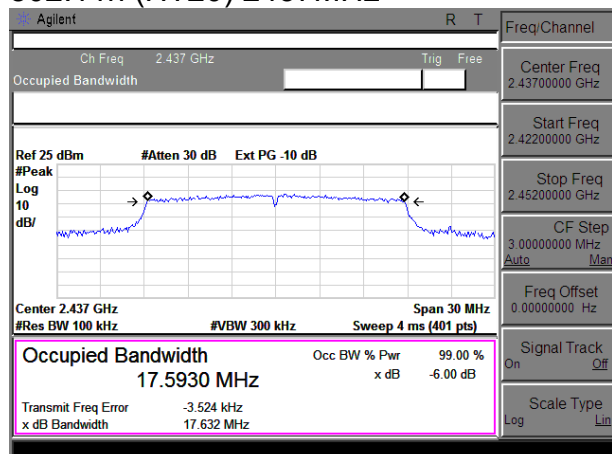 Agilent R T
Ch Freq 2.437 GHz Trig Free
Occupied Bandwidth
Ref 25 dBm #Atten 30 dB Ext PG -10 dB
#Peak
Log
10
dB/
Center 2.437 GHz Span 30 MHz
#Res BW 100 kHz #VBW 300 kHz Sweep 4 ms (401 pts)
Occupied Bandwidth Occ BW % Pwr 99.00 %
17.5930 MHz x dB -6.00 dB
Transmit Freq Error -3.524 kHz
x dB Bandwidth 17.632 MHz
Freq/Channel
Center Freq
2.43700000 GHz
Start Freq
2.42200000 GHz
Stop Freq
2.45200000 GHz
CF Step
3.00000000 MHz
Auto Man
Freq Offset
0.00000000 Hz
Signal Track
On Off
Scale Type
Log Lin